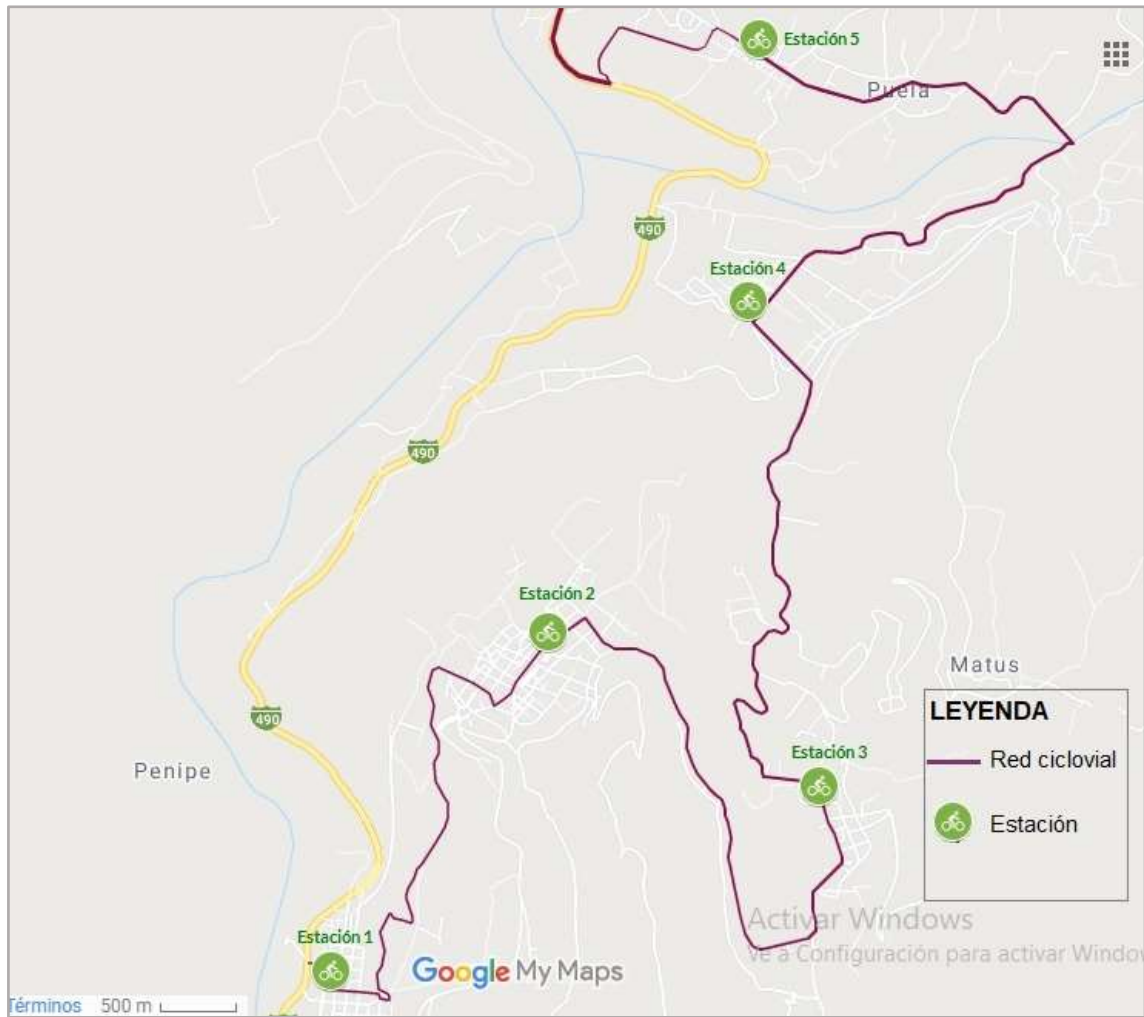 Estación 5
Puela
490
Estación 4
490
Estación 2
Matus
LEYENDA
490
Red ciclovial
Estación 3
Penipe
Estación
Activar Windows
Ve a Configuración para activar Window
Estación 1
Google My Maps
Términos 500 m